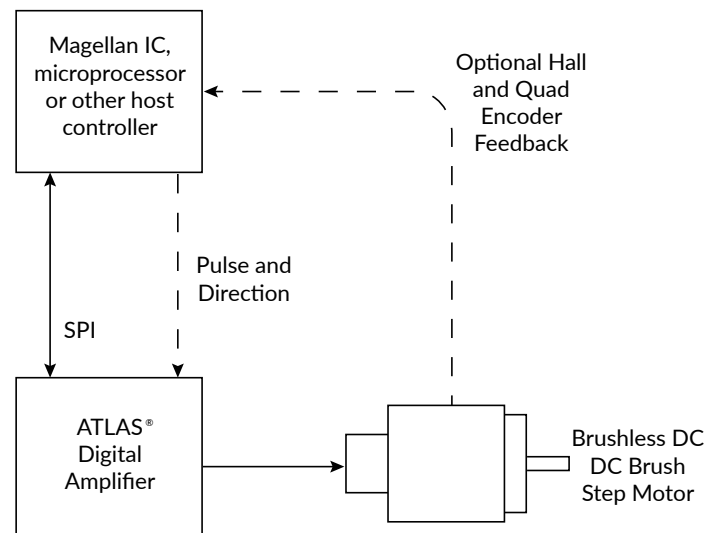 Magellan IC,
microprocessor
or other host
controller
Optional Hall
and Quad
Encoder
Feedback
Pulse and
Direction
SPI
ATLAS®
Digital
Amplifier
Brushless DC
DC Brush
Step Motor